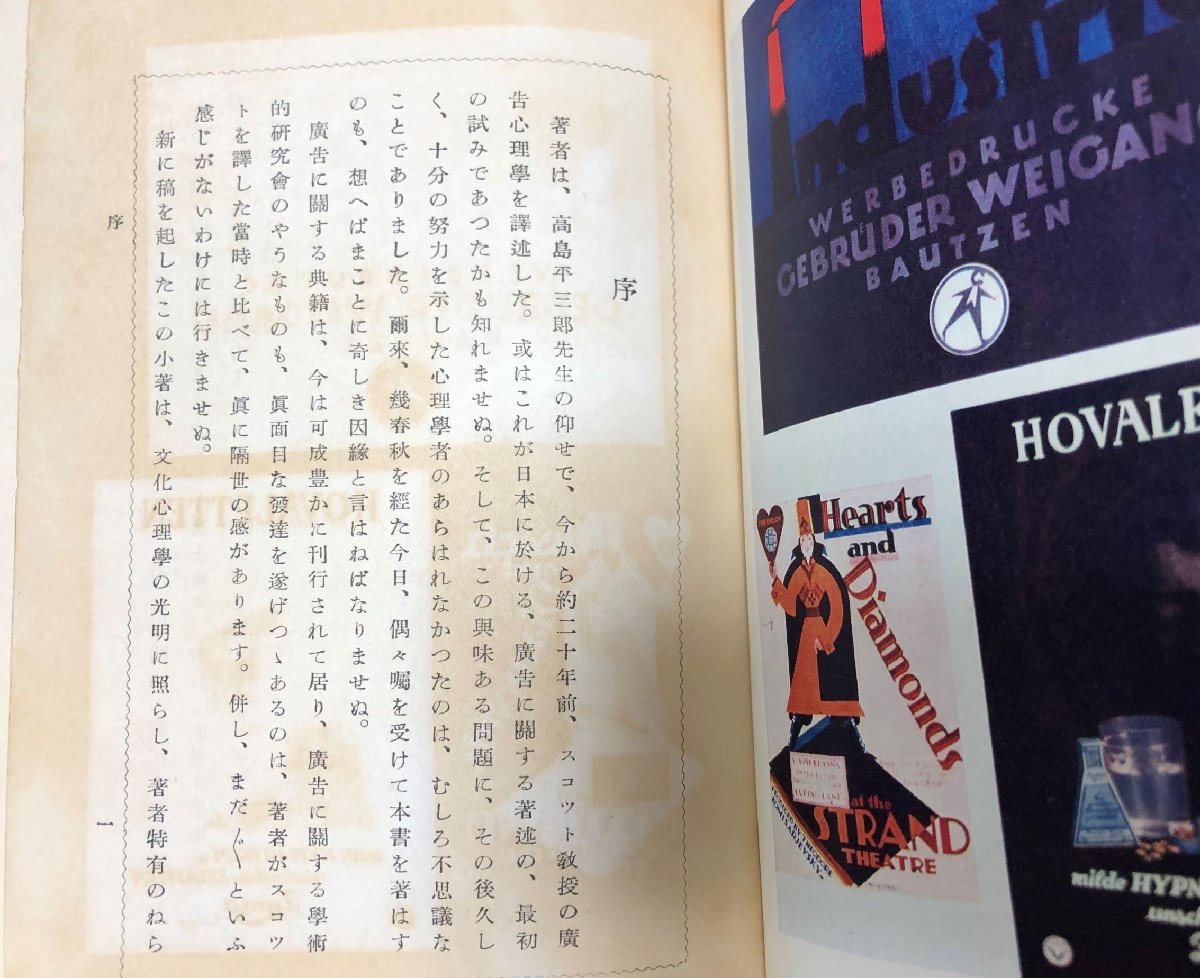 序
著者は、高島平三郎先生の仰せで、今から約二十年前、スコット教授の廣
告心理學を譯述した。或はこれが日本に於ける、廣告に關する著述の、最初
の試みであつたかも知れませぬ。そして、この興味ある問題に、その後久し
く、十分の努力を示した心理學者のあらはれなかつたのは、むしろ不思議な
ことでありました。爾來、幾春秋を經た今日、偶々囑を受けて本書を著はす
のも、想へばまことに奇しき因緣と言はねばなりませぬ。
廣告に關する典籍は、今は可成豊かに刊行されて居り、廣告に關する學術
的硏究會のやうなものも、眞面目な發達を遂げつゝあるのは、著者がスコツ
トを譯した當時と比べて、眞に隔世の感があります。併し、まだ〱といふ
感じがないわけには行きませぬ。
新に稿を起したこの小著は、文化心理學の光明に照らし、著者特有のねら
序
一
Industrie
WERBEDRUCKE
GEBRÜDER WEIGAN
BAUTZEN
Hearts
and
Diamonds
at the
STRAND
THEATRE
HOVALE
milde HYPN